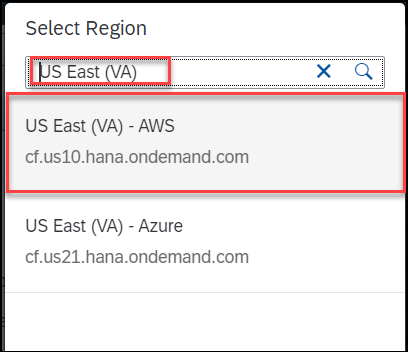 Select Region
US East (VA)
US East (VA) - AWS
cf.us10.hana.ondemand.com
US East (VA) - Azure
cf.us21.hana.ondemand.com